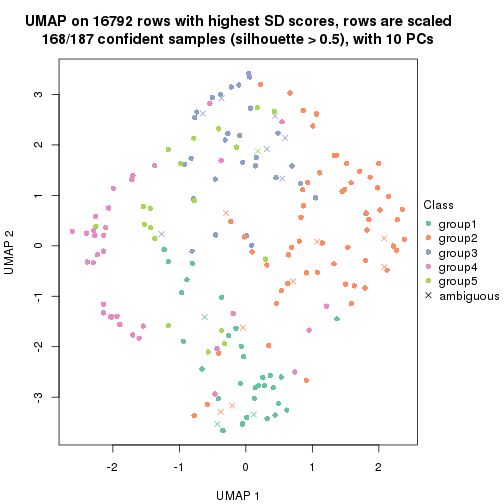 UMAP on 16792 rows with highest SD scores, rows are scaled
168/187 confident samples (silhouette > 0.5), with 10 PCs
3
2
1
0
-1
-2
-3
UMAP 2
-2
-1
0
1
2
UMAP 1
Class
group1
group2
group3
group4
group5
ambiguous